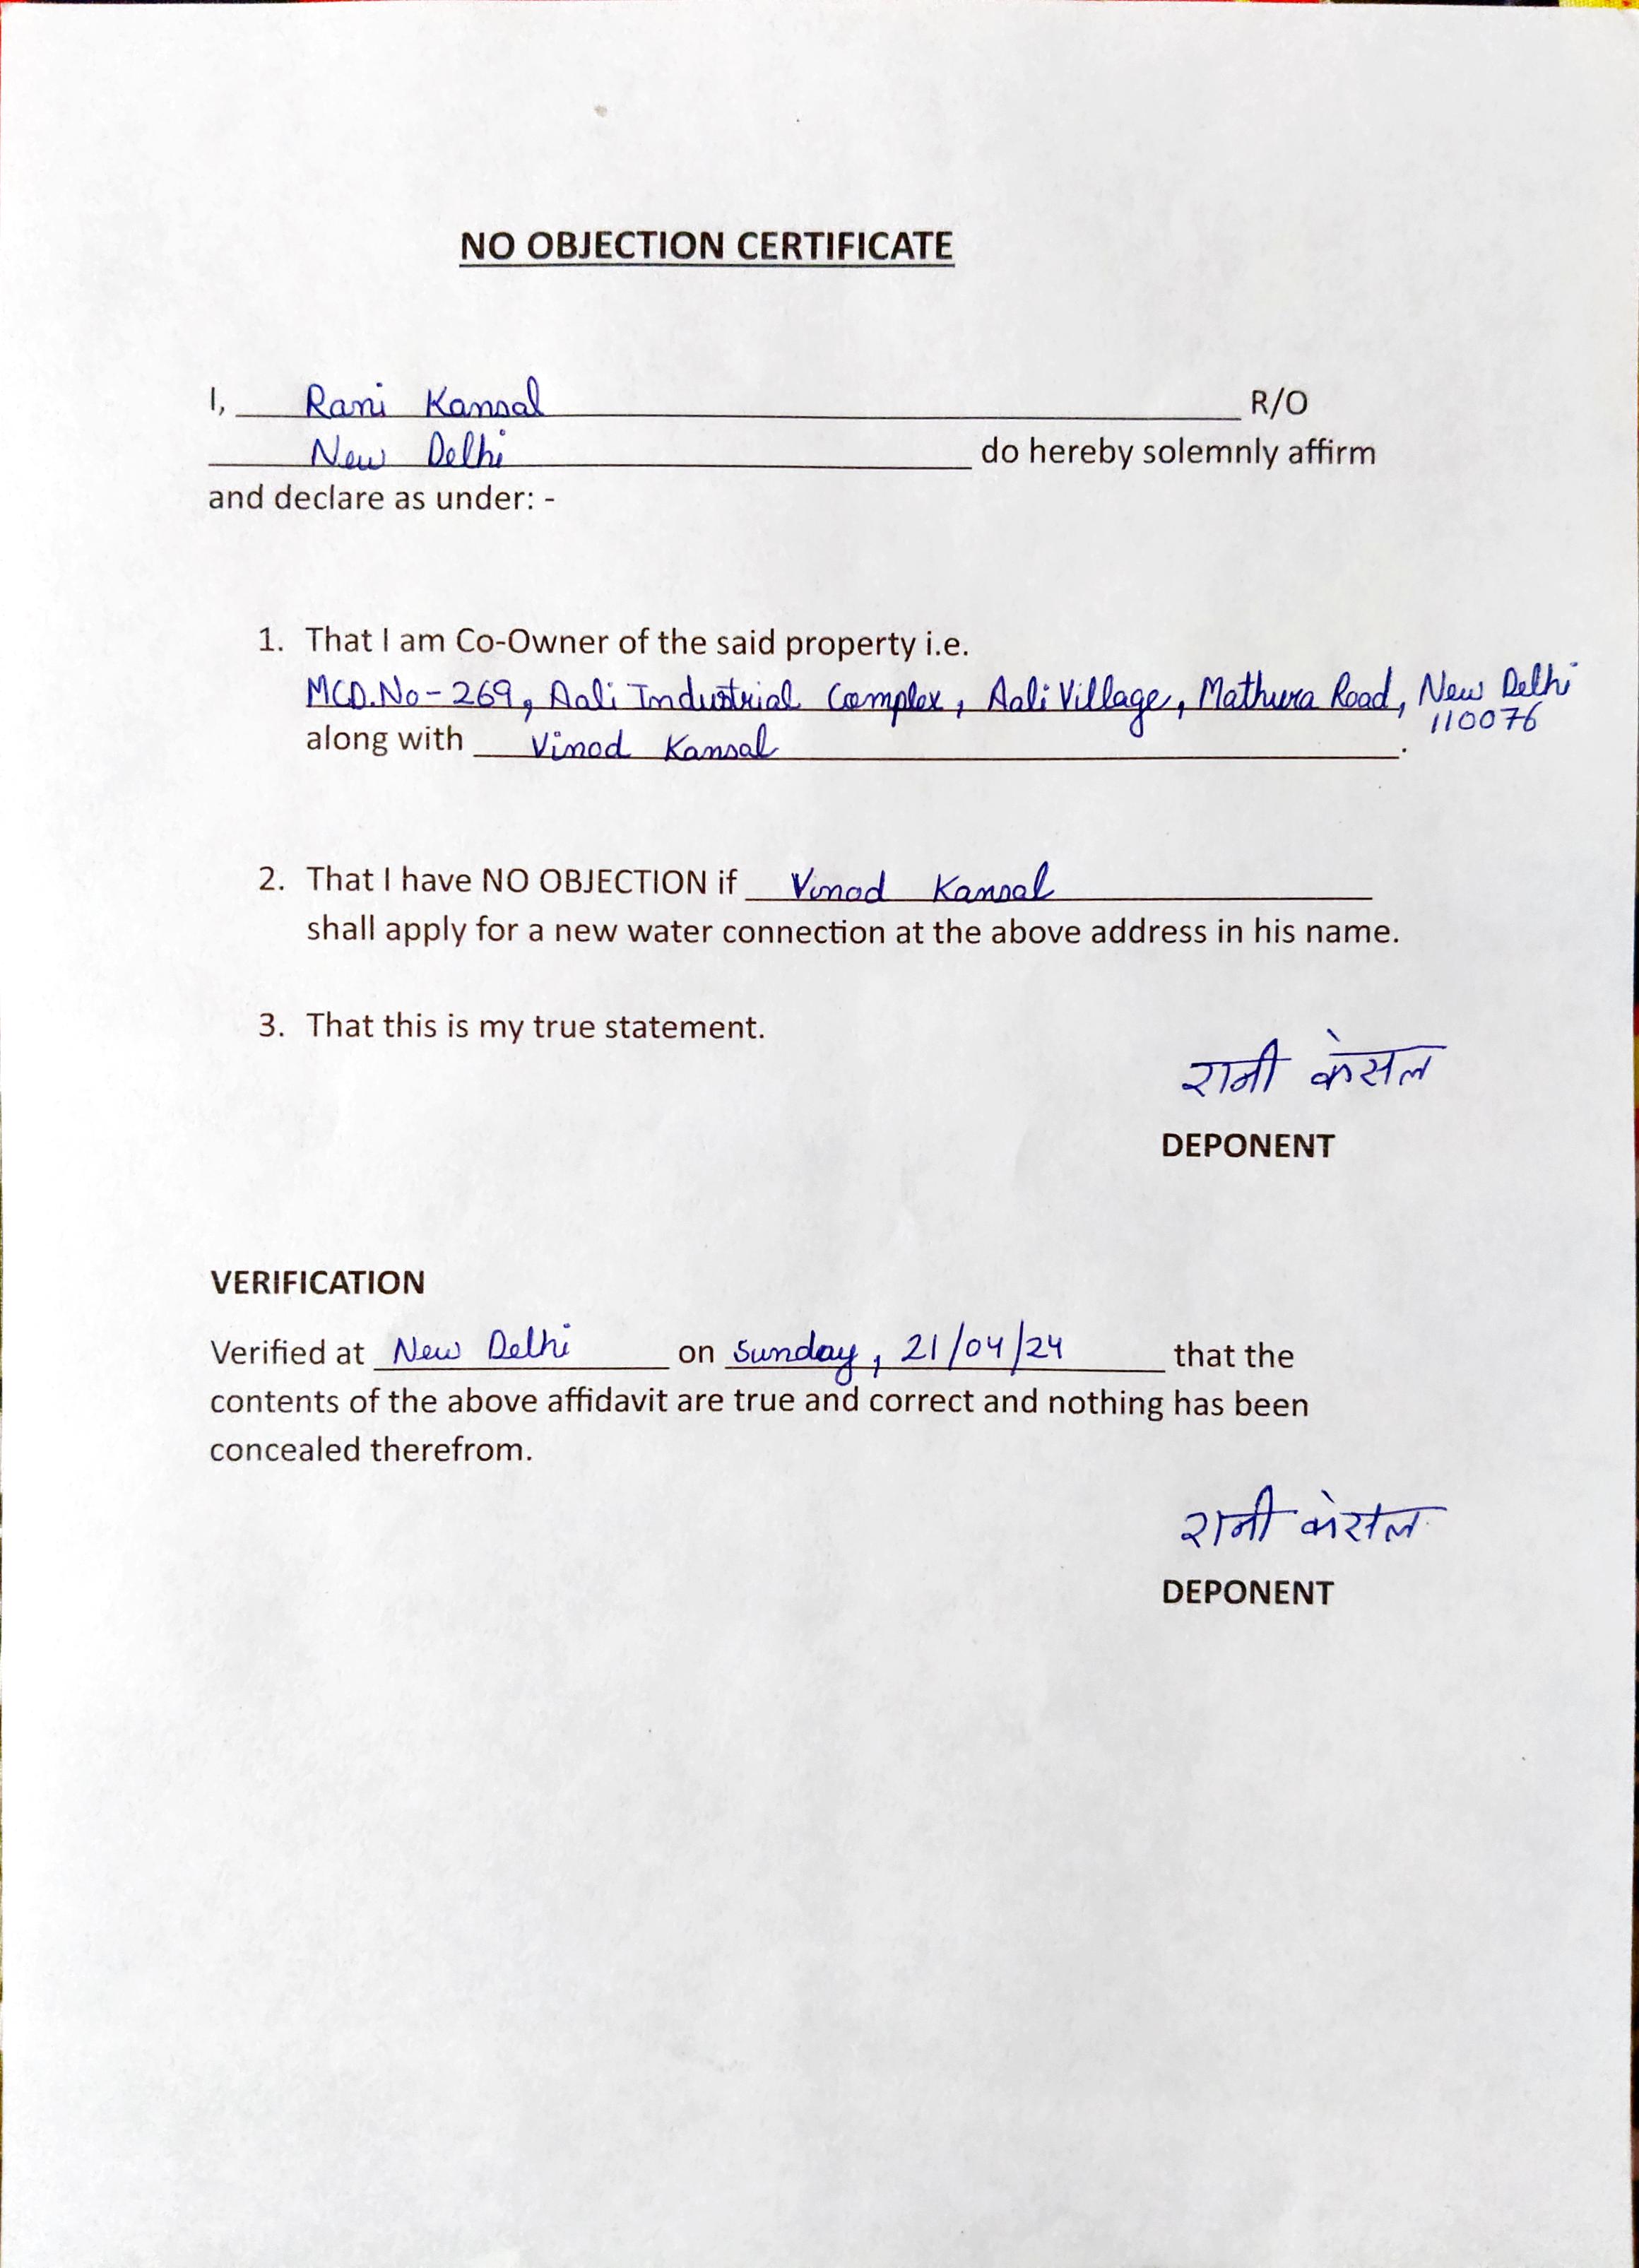 NO OBJECTION CERTIFICATE
I, Rani Kansal R/O
New Delhi do hereby solemnly affirm
and declare as under: -
1. That I am Co-Owner of the said property i.e.
MCD.No-269, Aali Industrial Complex, Aali Village, Mathura Road, New Delhi
110076
along with Vinod Kansal.
2. That I have NO OBJECTION if Vinod Kansal
shall apply for a new water connection at the above address in his name.
3. That this is my true statement.
रानी कंसल
DEPONENT
VERIFICATION
Verified at New Delhi on Sunday, 21/04/24 that the
contents of the above affidavit are true and correct and nothing has been
concealed therefrom.
रानी कंसल
DEPONENT